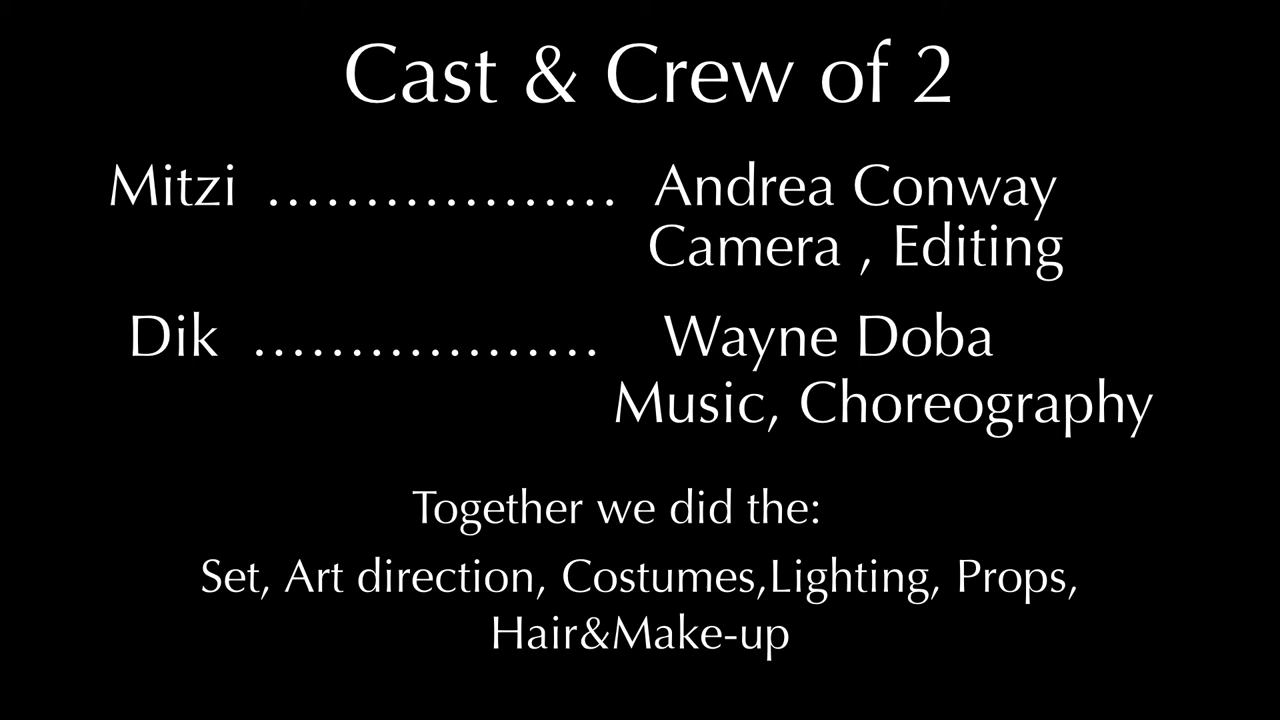 Cast & Crew of 2
Mitzi .................. Andrea Conway
Camera , Editing
Dik .................. Wayne Doba
Music, Choreography
Together we did the:
Set, Art direction, Costumes,Lighting, Props,
Hair&Make-up